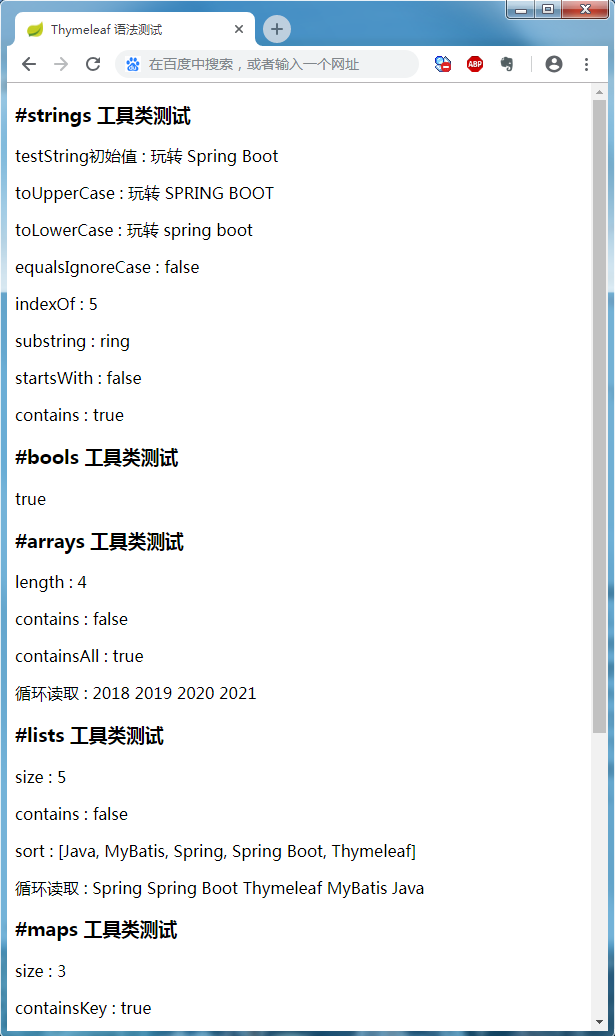 Thymeleaf 语法测试
在百度中搜索，或者输入一个网址
ABP
#strings 工具类测试
testString初始值 : 玩转 Spring Boot
toUpperCase : 玩转 SPRING BOOT
toLowerCase : 玩转 spring boot
equalsIgnoreCase : false
indexOf : 5
substring : ring
startsWith : false
contains : true
#bools 工具类测试
true
#arrays 工具类测试
length : 4
contains : false
containsAll : true
循环读取 : 2018 2019 2020 2021
#lists 工具类测试
size : 5
contains : false
sort : [Java, MyBatis, Spring, Spring Boot, Thymeleaf]
循环读取 : Spring Spring Boot Thymeleaf MyBatis Java
#maps 工具类测试
size : 3
containsKey : true